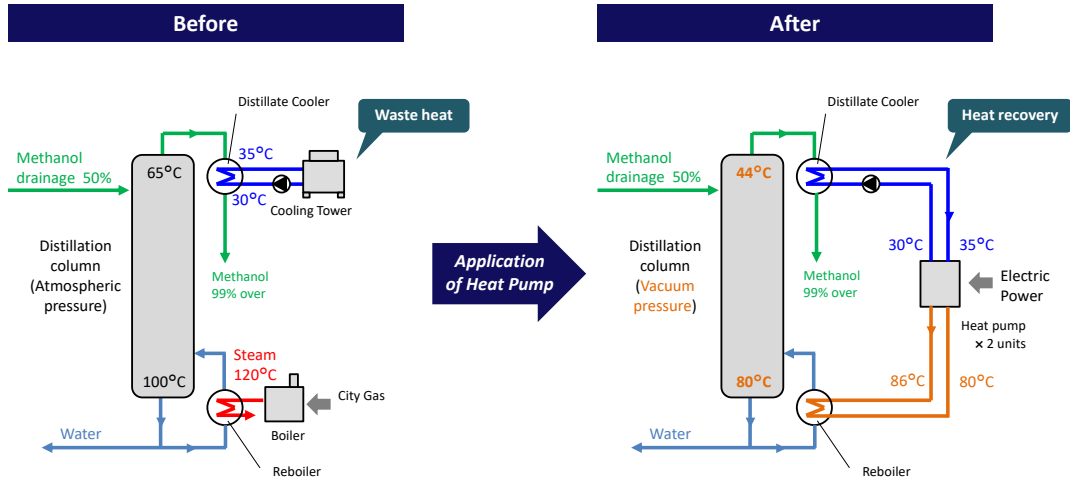 Before
Distillate Cooler
Waste heat
Methanol
drainage 50%
65°C
35°C
30°C
Cooling Tower
Distillation
column
(Atmospheric
pressure)
Methanol
99% over
Steam
120°C
100°C
City Gas
Boiler
Water
Reboiler
Application
of Heat Pump
After
Distillate Cooler
Heat recovery
Methanol
drainage 50%
44°C
Distillation
column
(Vacuum
pressure)
Methanol
99% over
30°C
35°C
Electric
Power
Heat pump
× 2 units
86°C
80°C
80°C
Water
Reboiler